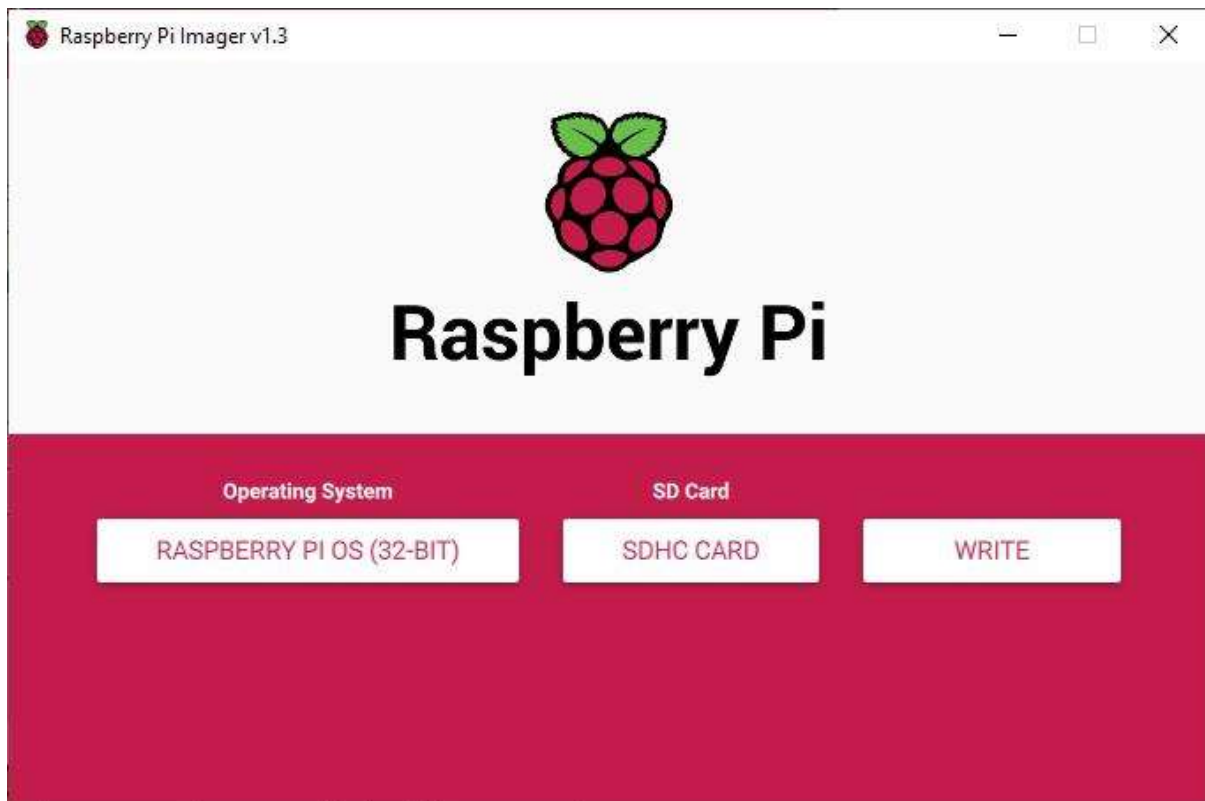 Raspberry Pi Imager v1.3
Raspberry Pi
Operating System
SD Card
RASPBERRY PI OS (32-BIT)
SDHC CARD
WRITE